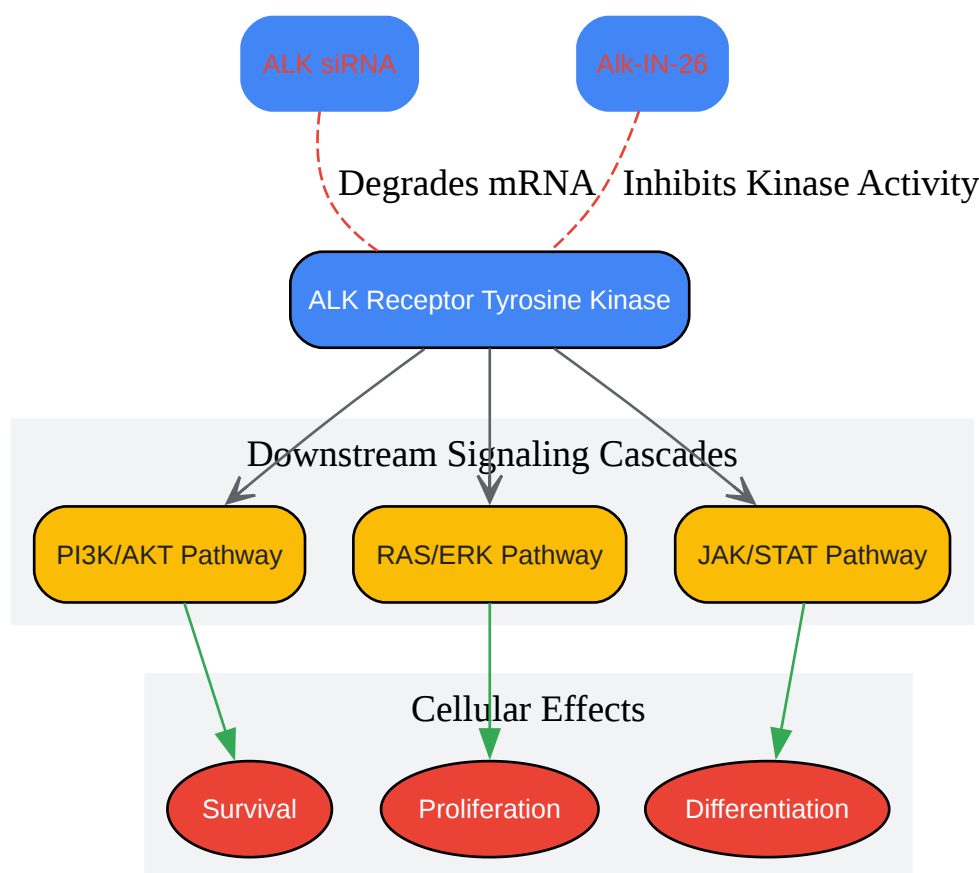 ALK siRNA
Alk-IN-26
Degrades mRNA
Inhibits Kinase Activity
ALK Receptor Tyrosine Kinase
Downstream Signaling Cascades
PI3K/AKT Pathway
RAS/ERK Pathway
JAK/STAT Pathway
Cellular Effects
Survival
Proliferation
Differentiation